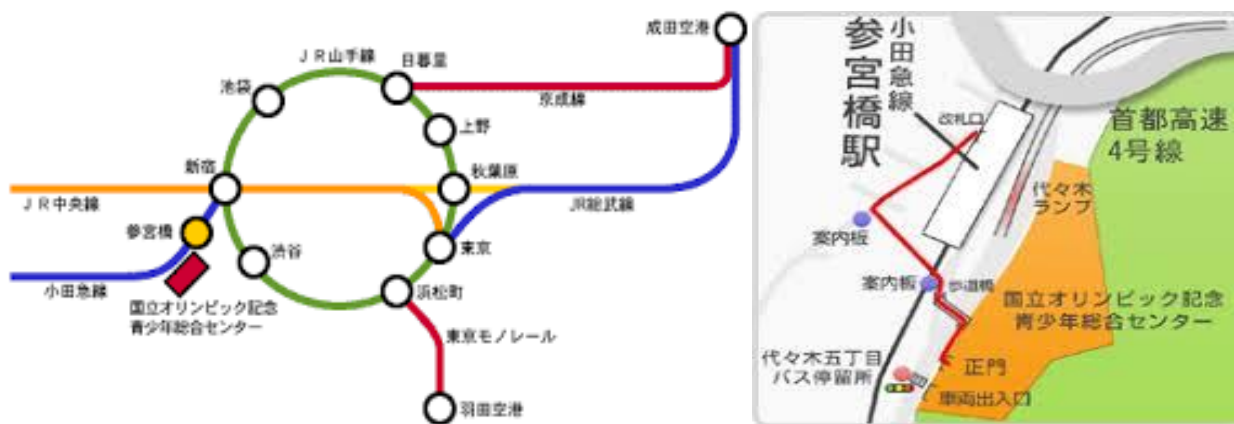 成田空港
JR山手線
日暮里
池袋
京成線
上野
新宿
秋葉原
JR中央線
JR総武線
参宮橋
東京
渋谷
小田急線
浜松町
国立オリンピック記念
青少年総合センター
東京モノレール
羽田空港
小田急線
参宮橋駅
改札口
首都高速
4号線
代々木
ランプ
案内板
案内板
歩道橋
国立オリンピック記念
青少年総合センター
代々木五丁目
バス停留所
正門
車両出入口